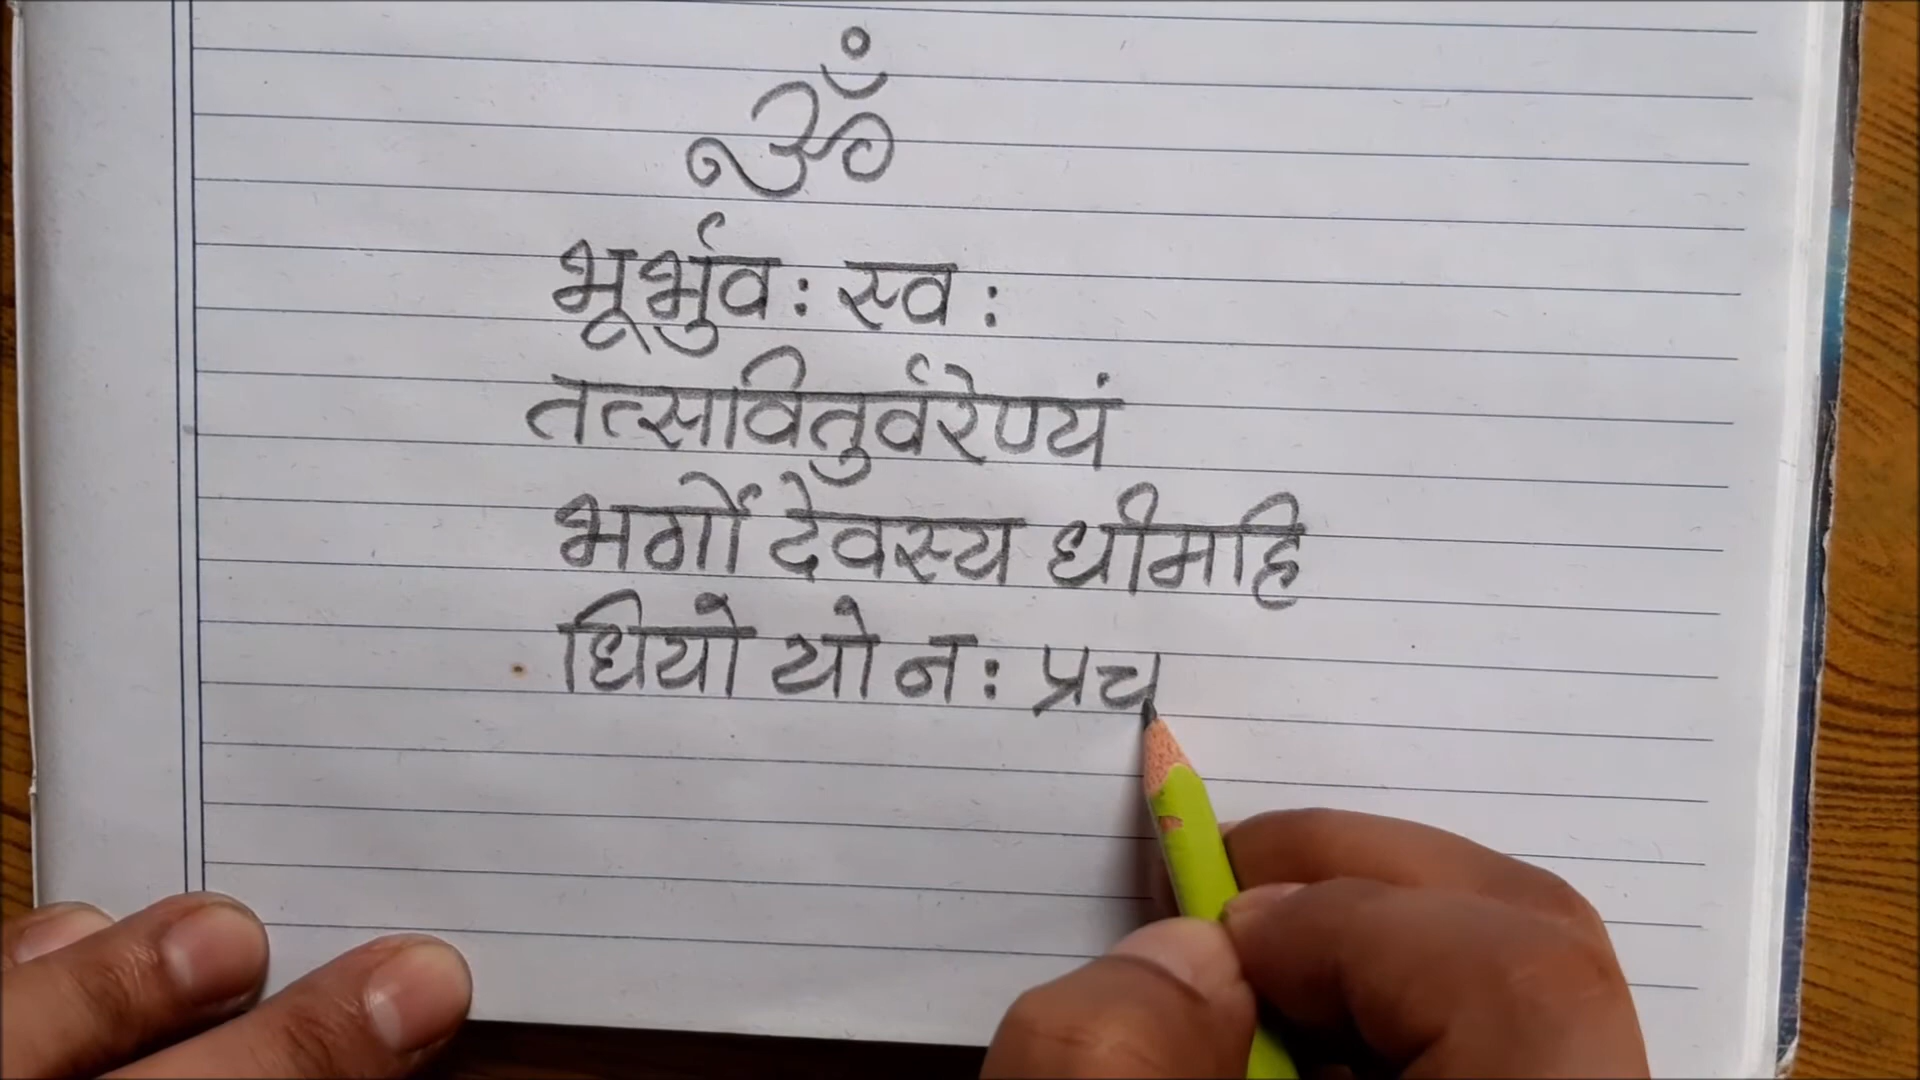 ॐ
भूर्भुव: स्व:
तत्सवितुर्वरेण्यं
भर्गो देवस्य धीमहि
धियो यो न: प्रच